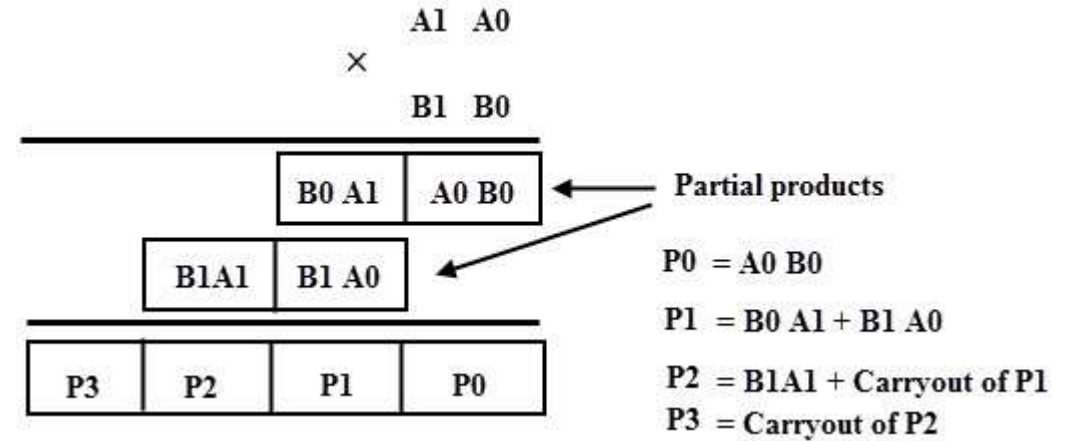 A1 A0
×
B1 B0
B0 A1 A0 B0
Partial products
B1A1 B1 A0
P0 = A0 B0
P1 = B0 A1 + B1 A0
P3 P2 P1 P0
P2 = B1A1 + Carryout of P1
P3 = Carryout of P2